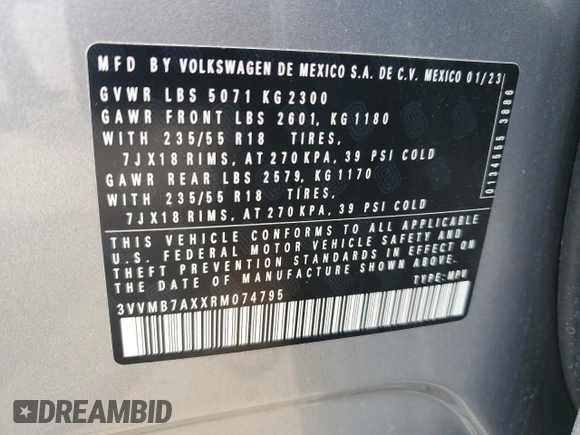 MFD BY VOLKSWAGEN DE MEXICO S.A. DE C.V. MEXICO 01/23
GVWR LBS 5071 KG 2300
GAWR FRONT LBS 2601, KG 1180
WITH 235/55 R18 TIRES,
7JX18 RIMS, AT 270 KPA, 39 PSI COLD
GAWR REAR LBS 2579, KG 1170
WITH 235/55 R18 TIRES,
7JX18 RIMS, AT 270 KPA, 39 PSI COLD
THIS VEHICLE CONFORMS TO ALL APPLICABLE
U.S. FEDERAL MOTOR VEHICLE SAFETY AND
THEFT PREVENTION STANDARDS IN EFFECT ON
THE DATE OF MANUFACTURE SHOWN ABOVE.
3VVMB7AXXRM074795
TYPE: MPV
0134555 3886
DREAMBID